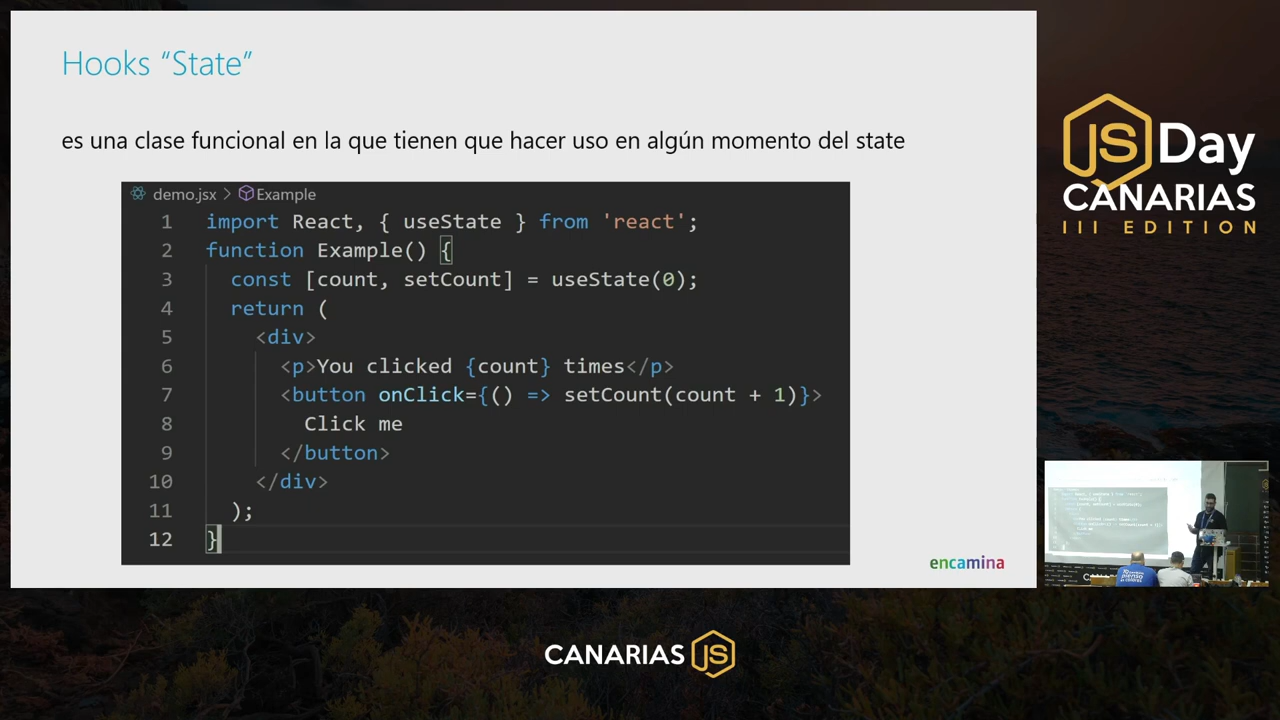 Hooks “State”
es una clase funcional en la que tienen que hacer uso en algún momento del state
demo.jsx > Example
1 import React, { useState } from 'react';
2 function Example() {
3 const [count, setCount] = useState(0);
4 return (
5 <div>
6 <p>You clicked {count} times</p>
7 <button onClick={() => setCount(count + 1)}>
8 Click me
9 </button>
10 </div>
11 );
12 }
encamina
JS Day
CANARIAS
III EDITION
CANARIAS JS